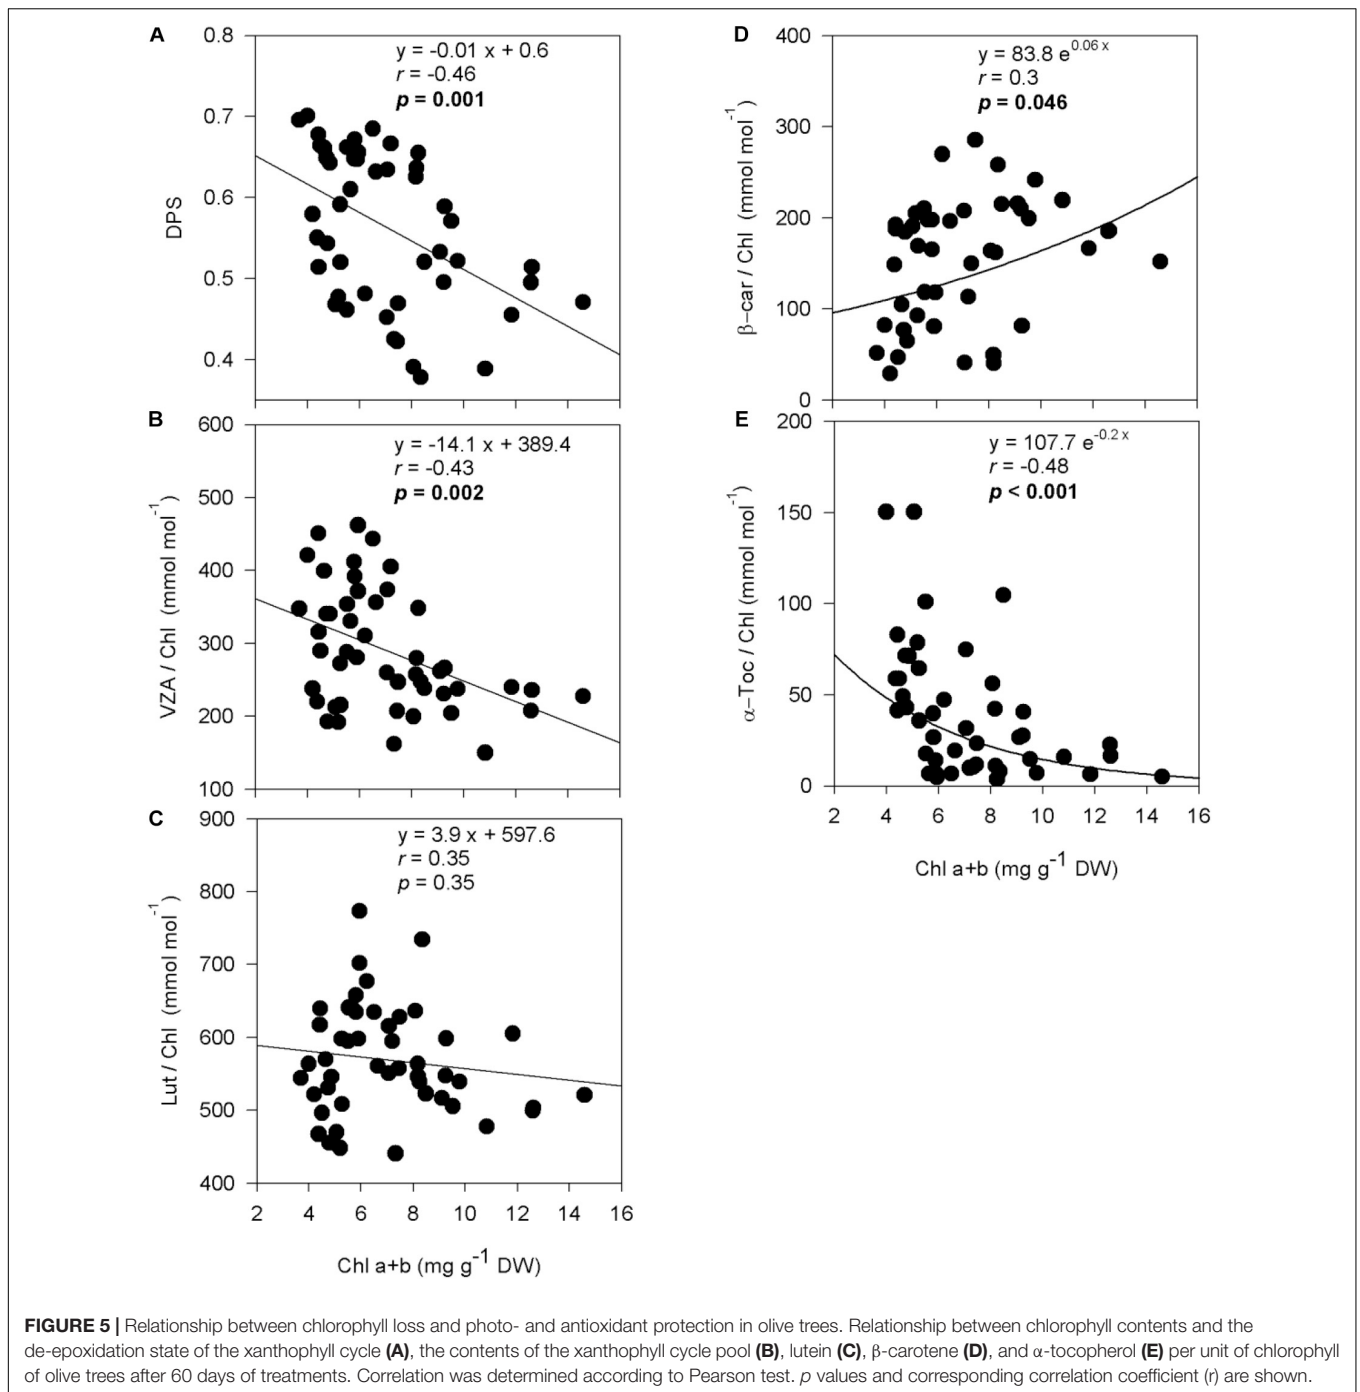 A
0.8
0.7
0.6
0.5
0.4
DPS
y = -0.01 x + 0.6
r = -0.46
p = 0.001
B
600
500
400
300
200
100
VZA / Chl (mmol mol⁻¹)
y = -14.1 x + 389.4
r = -0.43
p = 0.002
C
900
800
700
600
500
400
Lut / Chl (mmol mol⁻¹)
y = 3.9 x + 597.6
r = 0.35
p = 0.35
2 4 6 8 10 12 14 16
Chl a+b (mg g⁻¹ DW)
D
400
300
200
100
0
β–car / Chl (mmol mol⁻¹)
y = 83.8 e^0.06 x
r = 0.3
p = 0.046
E
200
150
100
50
0
α–Toc / Chl (mmol mol⁻¹)
y = 107.7 e^-0.2 x
r = -0.48
p < 0.001
2 4 6 8 10 12 14 16
Chl a+b (mg g⁻¹ DW)
FIGURE 5 | Relationship between chlorophyll loss and photo- and antioxidant protection in olive trees. Relationship between chlorophyll contents and the
de-epoxidation state of the xanthophyll cycle (A), the contents of the xanthophyll cycle pool (B), lutein (C), β-carotene (D), and α-tocopherol (E) per unit of chlorophyll
of olive trees after 60 days of treatments. Correlation was determined according to Pearson test. p values and corresponding correlation coefficient (r) are shown.